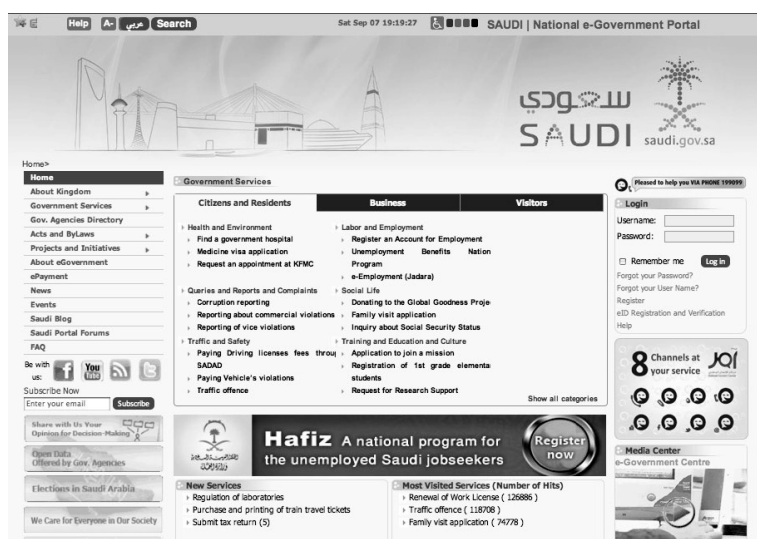 Help A- عربي Search
Sat Sep 07 19:19:27
SAUDI | National e-Government Portal
سعودي
SAUDI
saudi.gov.sa
Home>
Home
About Kingdom
Government Services
Gov. Agencies Directory
Acts and ByLaws
Projects and Initiatives
About eGovernment
ePayment
News
Events
Saudi Blog
Saudi Portal Forums
FAQ
Be with us:
You Tube
Subscribe Now
Enter your email Subscribe
Share with Us Your
Opinion for Decision-Making
Open Data
Offered by Gov. Agencies
Elections in Saudi Arabia
We Care for Everyone in Our Society
Government Services
Citizens and Residents Business Visitors
Health and Environment
Find a government hospital
Medicine visa application
Request an appointment at KFMC
Queries and Reports and Complaints
Corruption reporting
Reporting about commercial violations
Reporting of vice violations
Traffic and Safety
Paying Driving licenses fees throug
SADAD
Paying Vehicle's violations
Traffic offence
Labor and Employment
Register an Account for Employment
Unemployment Benefits Nation
Program
e-Employment (Jadara)
Social Life
Donating to the Global Goodness Proje
Family visit application
Inquiry about Social Security Status
Training and Education and Culture
Application to join a mission
Registration of 1st grade elementa
students
Request for Research Support
Show all categories
Hafiz A national program for
the unemployed Saudi jobseekers
Register
now
New Services
Regulation of laboratories
Purchase and printing of train travel tickets
Submit tax return (5)
Most Visited Services (Number of Hits)
Renewal of Work License ( 126886 )
Traffic offence ( 118708 )
Family visit application ( 74778 )
Pleased to help you VIA PHONE 199099
Login
Username:
Password:
Remember me Log In
Forgot your Password?
Forgot your User Name?
Register
eID Registration and Verification
Help
8 Channels at
your service
Media Center
e-Government Centre